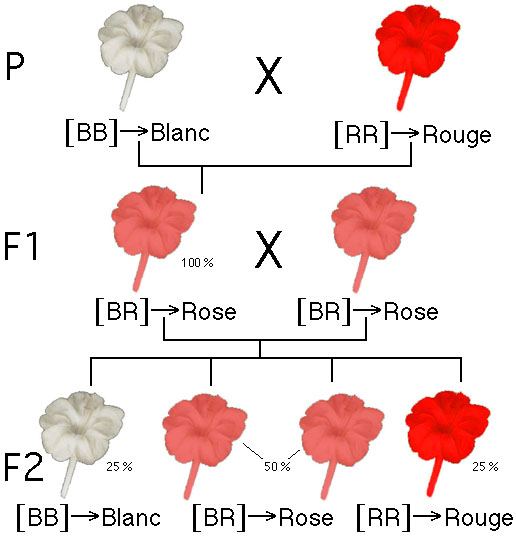 P X
[BB]→Blanc [RR]→Rouge
F1 100% X
[BR]→Rose [BR]→Rose
F2 25% 50% 25%
[BB]→Blanc [BR]→Rose [RR]→Rouge